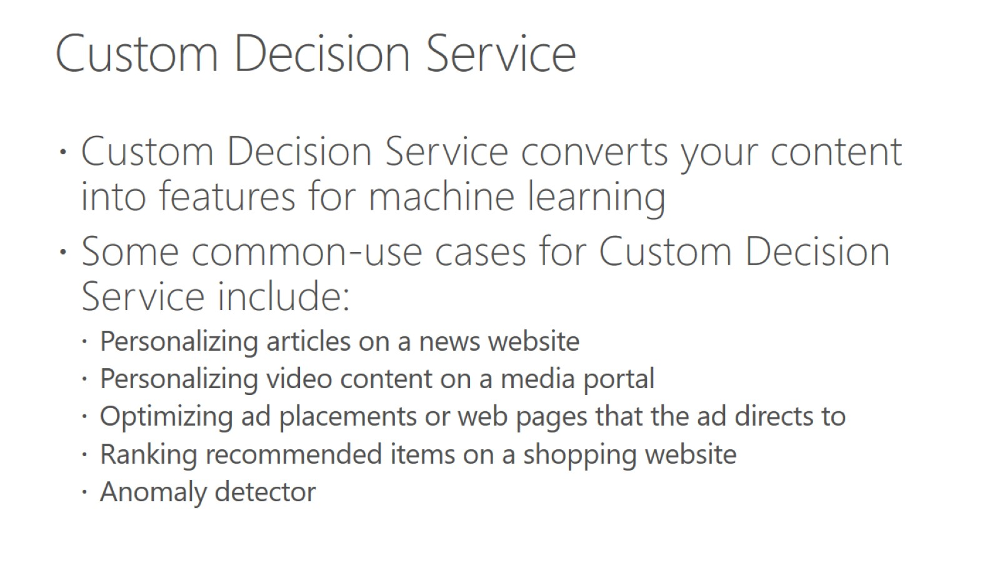 Custom Decision Service
· Custom Decision Service converts your content
into features for machine learning
· Some common-use cases for Custom Decision
Service include:
· Personalizing articles on a news website
· Personalizing video content on a media portal
· Optimizing ad placements or web pages that the ad directs to
· Ranking recommended items on a shopping website
· Anomaly detector